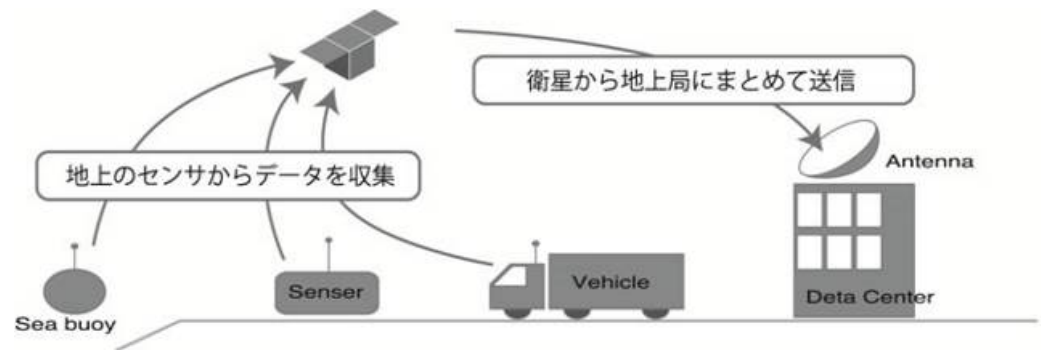 衛星から地上局にまとめて送信
地上のセンサからデータを収集
Antenna
Sea buoy
Senser
Vehicle
Deta Center